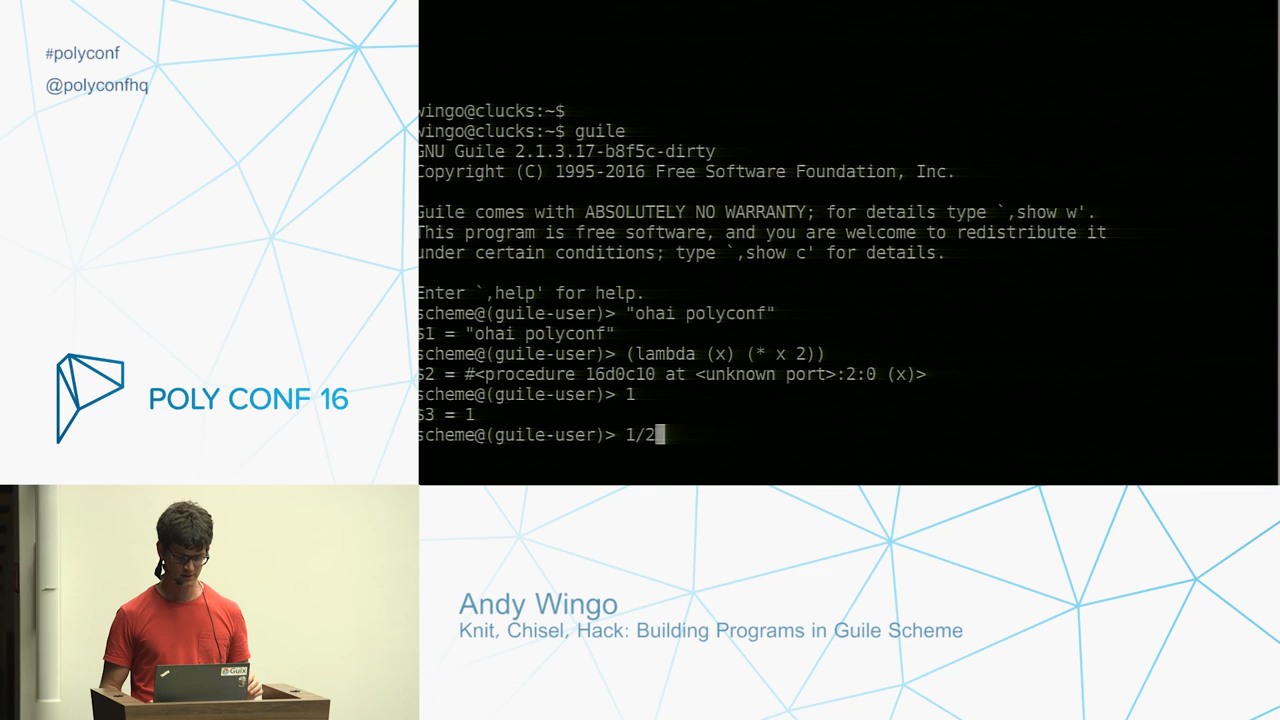 #polyconf
@polyconfhq
POLY CONF 16
wingo@clucks:~$
wingo@clucks:~$ guile
GNU Guile 2.1.3.17-b8f5c-dirty
Copyright (C) 1995-2016 Free Software Foundation, Inc.
Guile comes with ABSOLUTELY NO WARRANTY; for details type `,show w'.
This program is free software, and you are welcome to redistribute it
under certain conditions; type `,show c' for details.
Enter `,help' for help.
scheme@(guile-user)> "ohai polyconf"
$1 = "ohai polyconf"
scheme@(guile-user)> (lambda (x) (* x 2))
$2 = #<procedure 16d0c10 at <unknown port>:2:0 (x)>
scheme@(guile-user)> 1
$3 = 1
scheme@(guile-user)> 1/2
Guix
Andy Wingo
Knit, Chisel, Hack: Building Programs in Guile Scheme